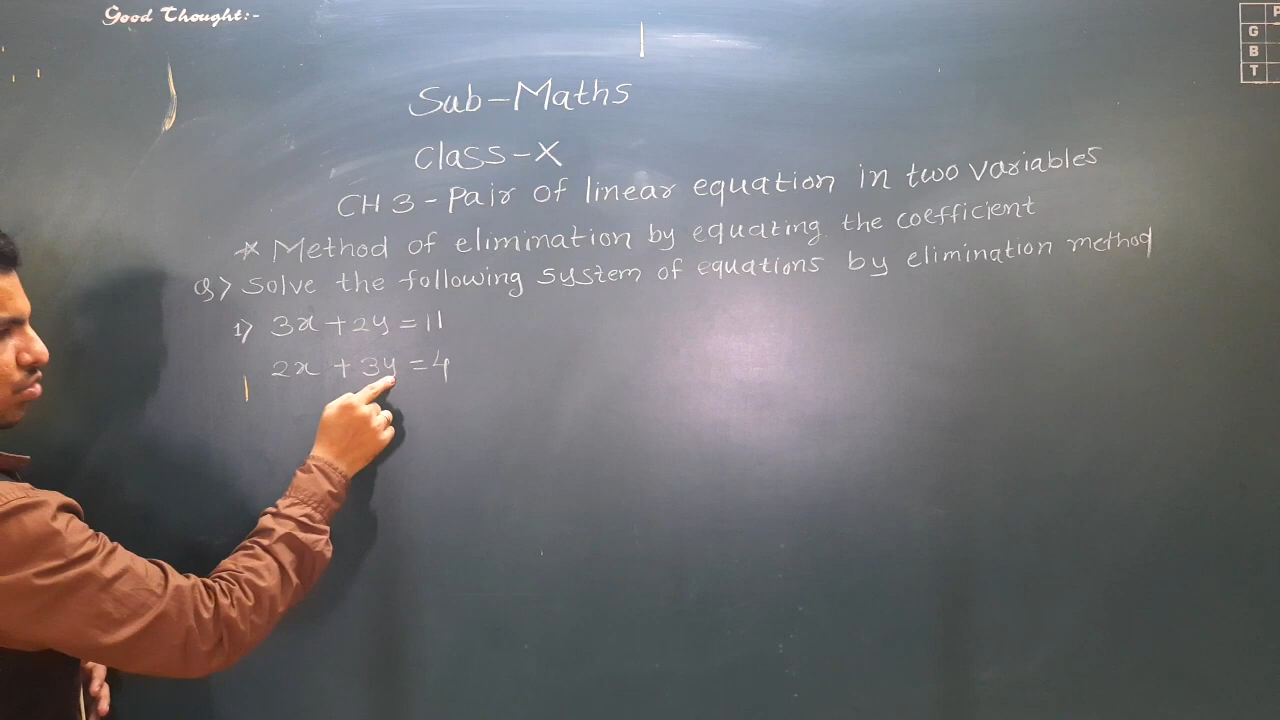 Good Thought:-
P
G
B
T
Sub-Maths
Class-X
CH 3-Pair of linear equation in two variables
* Method of elimination by equating the coefficient
Q> Solve the following system of equations by elimination method
1> 3x+2y=11
2x+3y=4